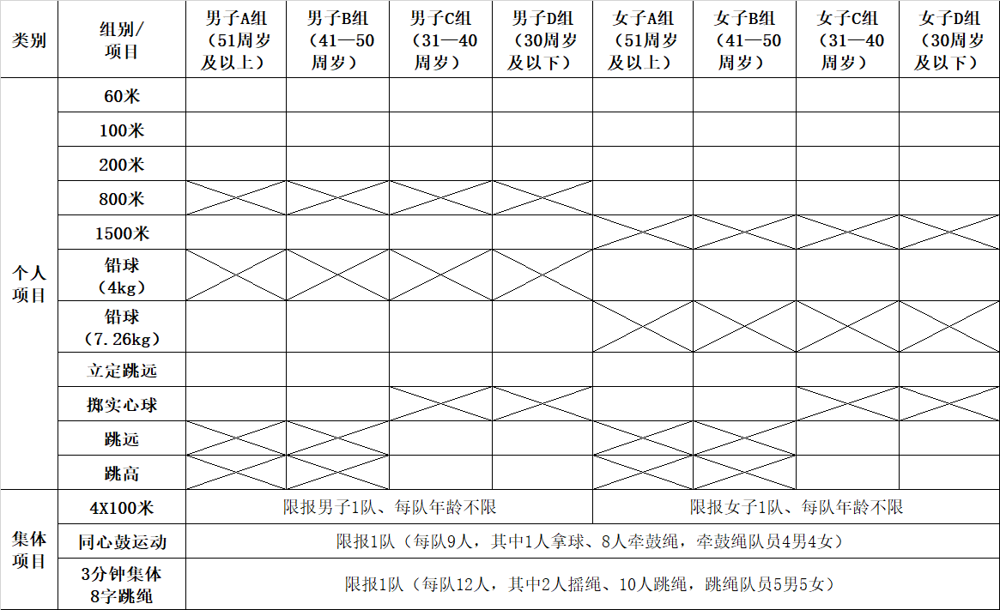 类别
组别/
项目
男子A组
（51周岁
及以上）
男子B组
（41—50
周岁）
男子C组
（31—40
周岁）
男子D组
（30周岁
及以下）
女子A组
（51周岁
及以上）
女子B组
（41—50
周岁）
女子C组
（31—40
周岁）
女子D组
（30周岁
及以下）
个人
项目
60米
100米
200米
800米
1500米
铅球
（4kg）
铅球
（7.26kg）
立定跳远
掷实心球
跳远
跳高
集体
项目
4X100米
限报男子1队、每队年龄不限
限报女子1队、每队年龄不限
同心鼓运动
限报1队（每队9人，其中1人拿球、8人牵鼓绳，牵鼓绳队员4男4女）
3分钟集体
8字跳绳
限报1队（每队12人，其中2人摇绳、10人跳绳，跳绳队员5男5女）